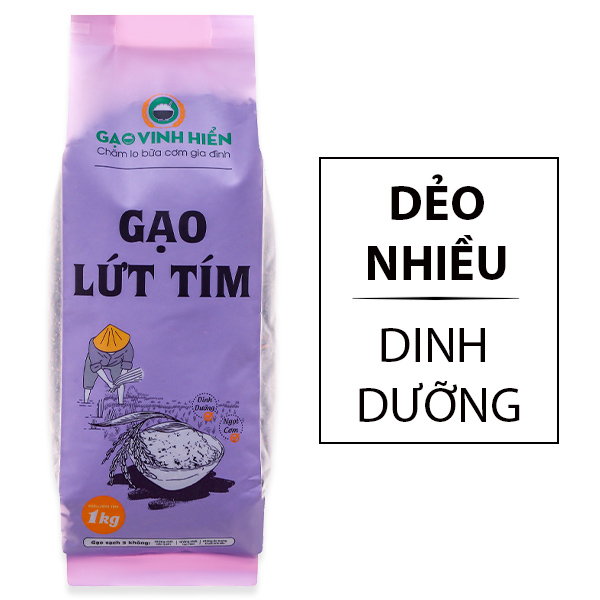 GẠO VINH HIỂN
Chăm lo bữa cơm gia đình
GẠO
LỨT TÍM
Dinh
Dưỡng
Ngọt
Cơm
1kg
Gạo sạch 3 không:
DẺO
NHIỀU
DINH
DƯỠNG